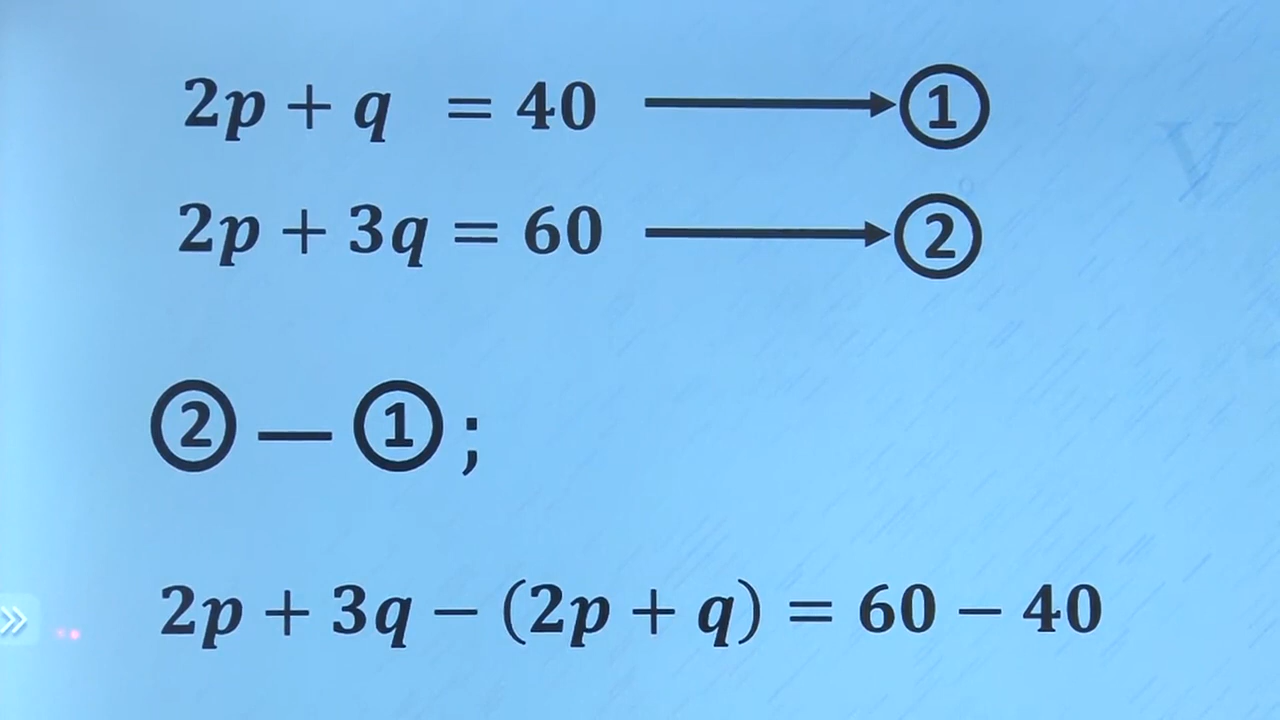 2p + q = 40 ⟶ ①
2p + 3q = 60 ⟶ ②
② — ① ;
2p + 3q − (2p + q) = 60 − 40